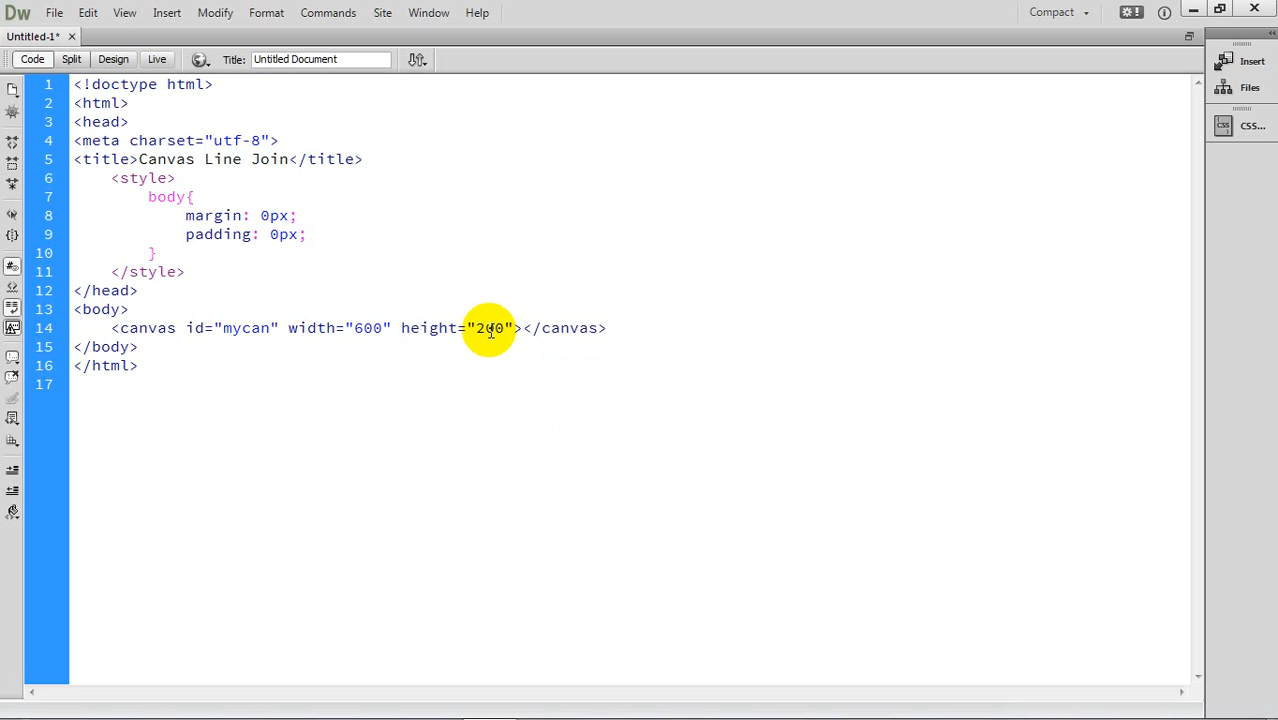 Dw File Edit View Insert Modify Format Commands Site Window Help Compact
Untitled-1*
Code Split Design Live Title: Untitled Document
1 <!doctype html>
2 <html>
3 <head>
4 <meta charset="utf-8">
5 <title>Canvas Line Join</title>
6 <style>
7 body{
8 margin: 0px;
9 padding: 0px;
10 }
11 </style>
12 </head>
13 <body>
14 <canvas id="mycan" width="600" height="200"></canvas>
15 </body>
16 </html>
17
Insert
Files
CSS CSS...